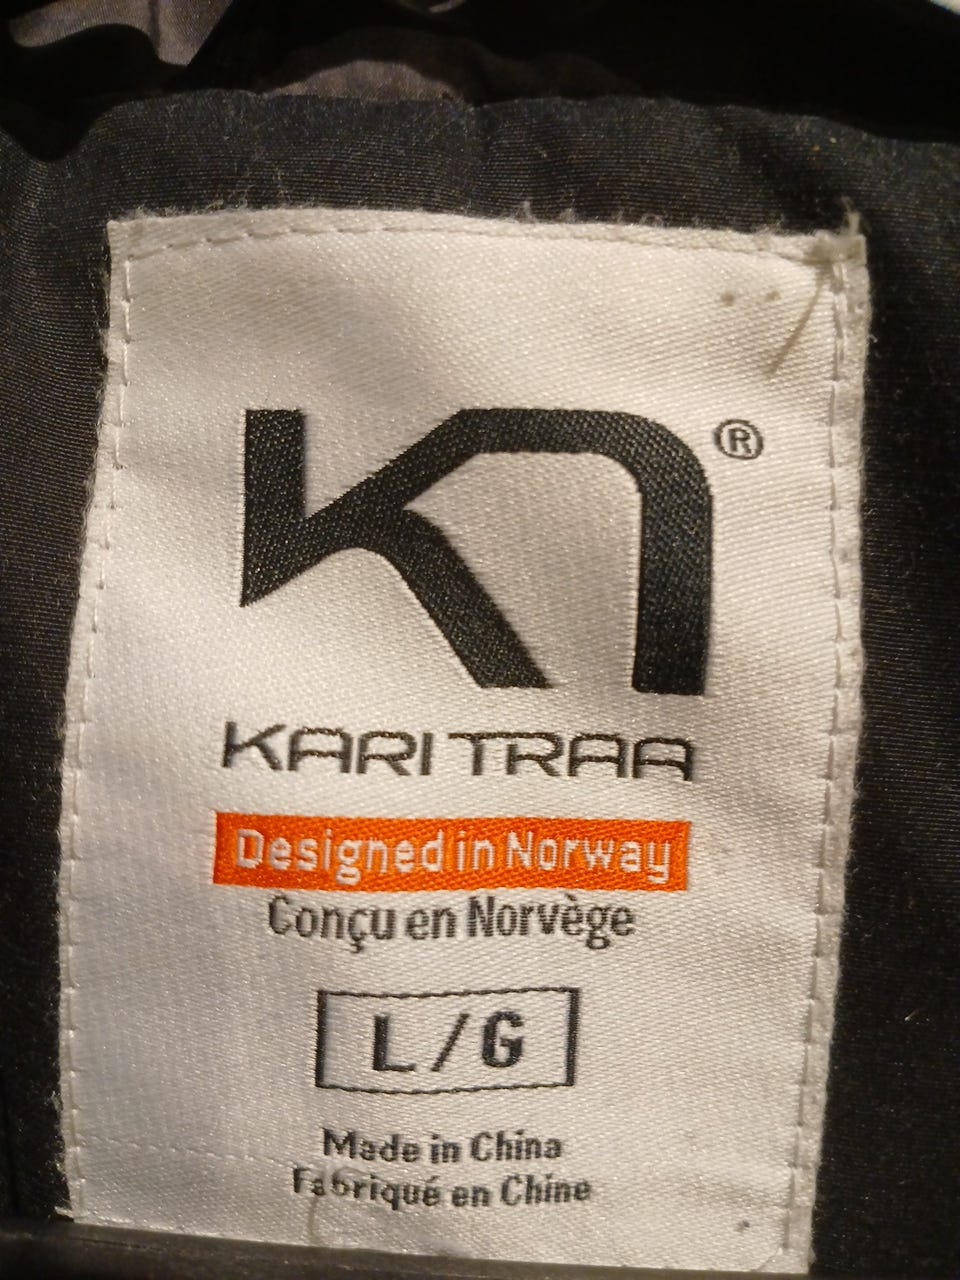 ®
KARI TRAA
Designed in Norway
Conçu en Norvège
L / G
Made in China
Fabriqué en Chine